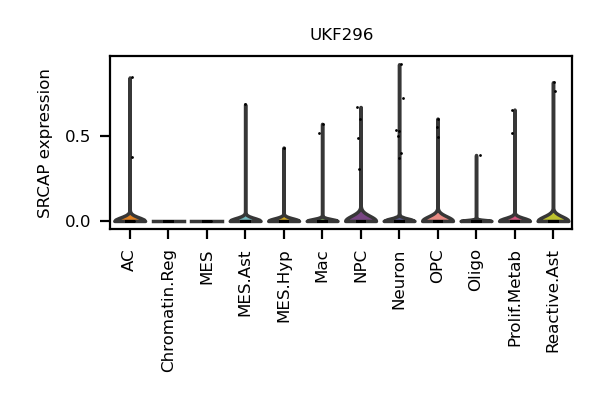 UKF296
SRCAP expression
0.5
0.0
AC
Chromatin.Reg
MES
MES.Ast
MES.Hyp
Mac
NPC
Neuron
OPC
Oligo
Prolif.Metab
Reactive.Ast